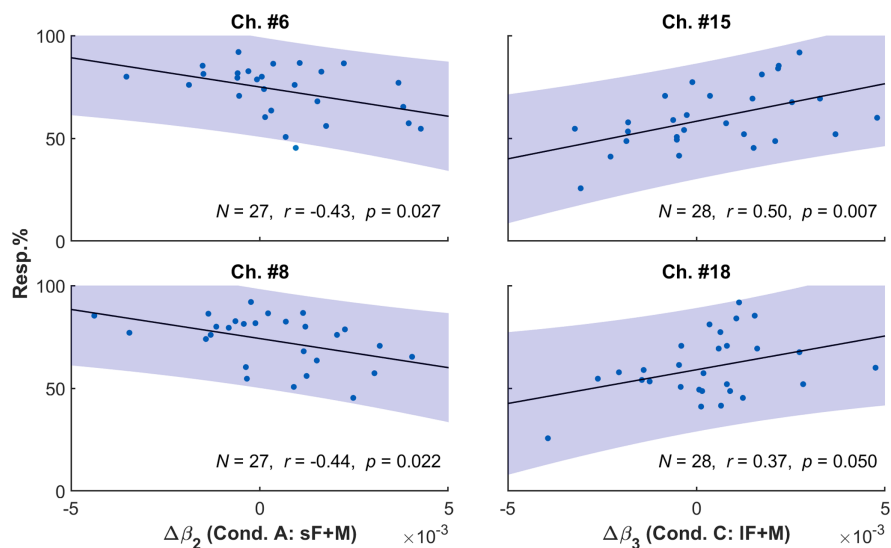 Ch. #6
Ch. #15
100
50
0
N = 27, r = -0.43, p = 0.027
N = 28, r = 0.50, p = 0.007
Resp.%
Ch. #8
Ch. #18
100
50
0
N = 27, r = -0.44, p = 0.022
N = 28, r = 0.37, p = 0.050
-5 0 5
-5 0 5
Δβ₂ (Cond. A: sF+M) ×10⁻³
Δβ₃ (Cond. C: IF+M) ×10⁻³